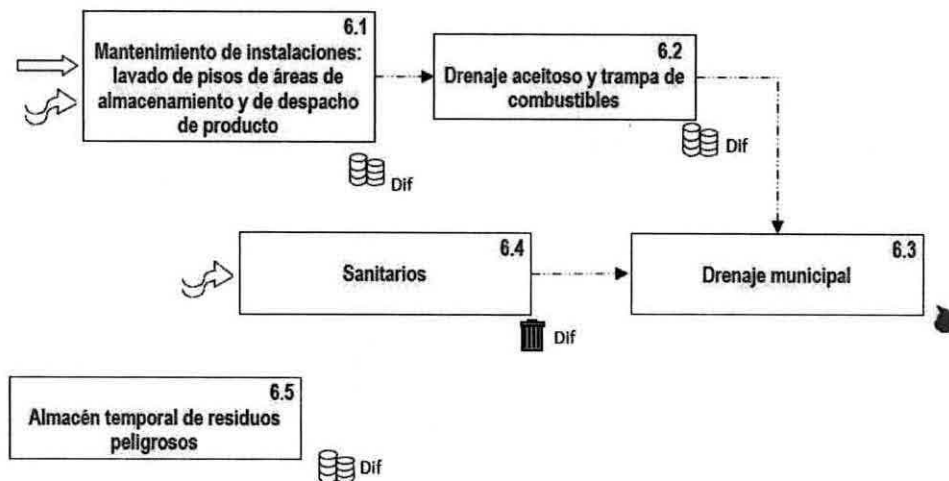 6.1
Mantenimiento de instalaciones:
lavado de pisos de áreas de
almacenamiento y de despacho
de producto
Dif
6.2
Drenaje aceitoso y trampa de
combustibles
Dif
6.4
Sanitarios
Dif
6.3
Drenaje municipal
6.5
Almacén temporal de residuos
peligrosos
Dif